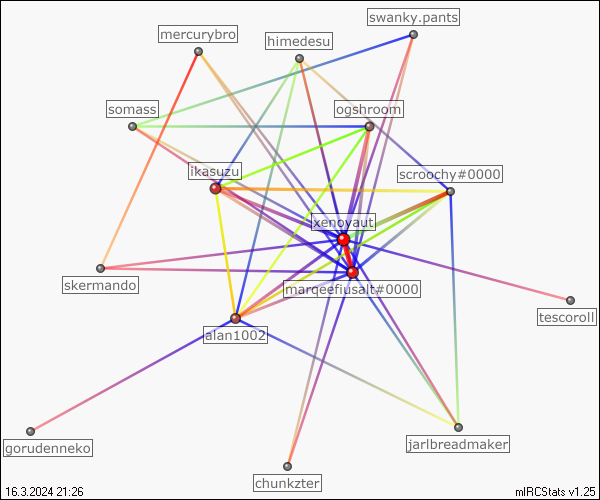 swanky.pants
mercurybro
himedesu
somass
ogshroom
ikasuzu
scroochy#0000
xenoyaut
skermando
marqeefiusalt#0000
tescoroll
alan1002
gorudenneko
jarlbreadmaker
chunkzter
16.3.2024 21:26
mIRCStats v1.25